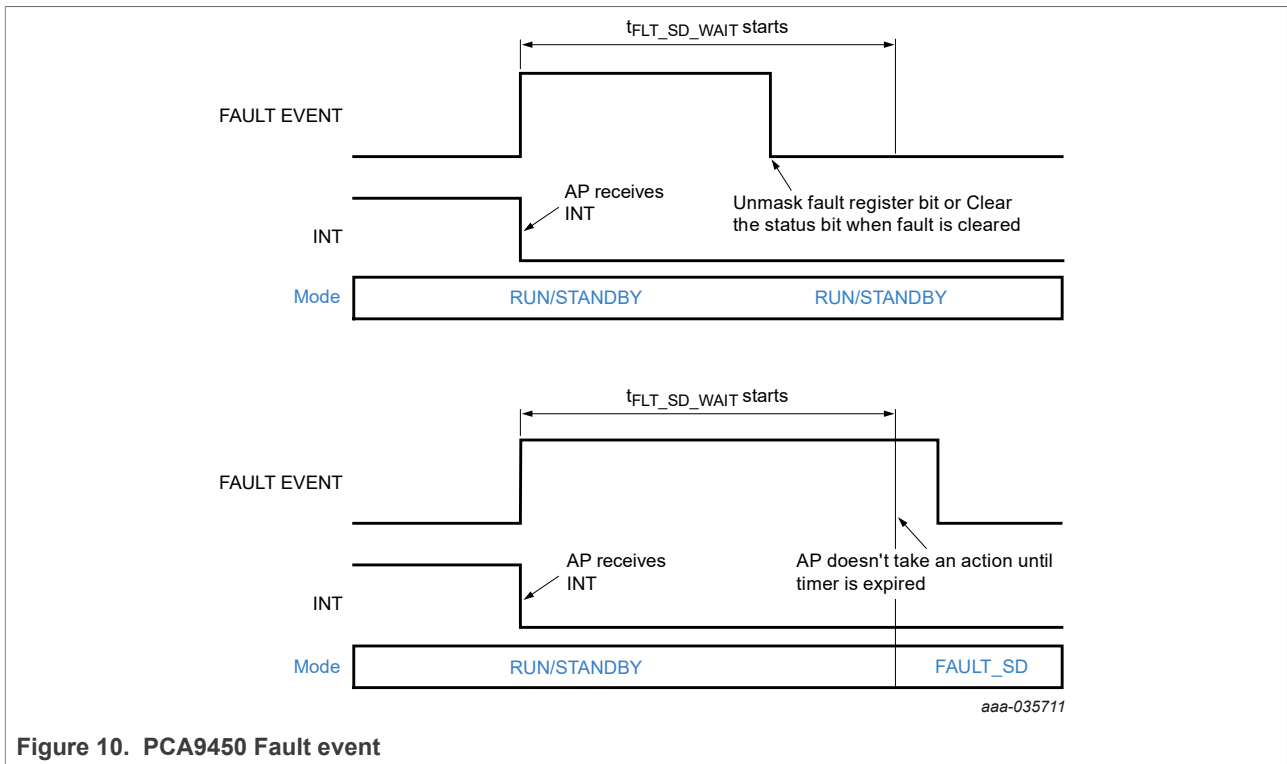 tFLT_SD_WAIT starts
FAULT EVENT
AP receives
INT
Unmask fault register bit or Clear
the status bit when fault is cleared
INT
Mode
RUN/STANDBY
RUN/STANDBY
tFLT_SD_WAIT starts
FAULT EVENT
AP receives
INT
AP doesn't take an action until
timer is expired
INT
Mode
RUN/STANDBY
FAULT_SD
aaa-035711
Figure 10. PCA9450 Fault event